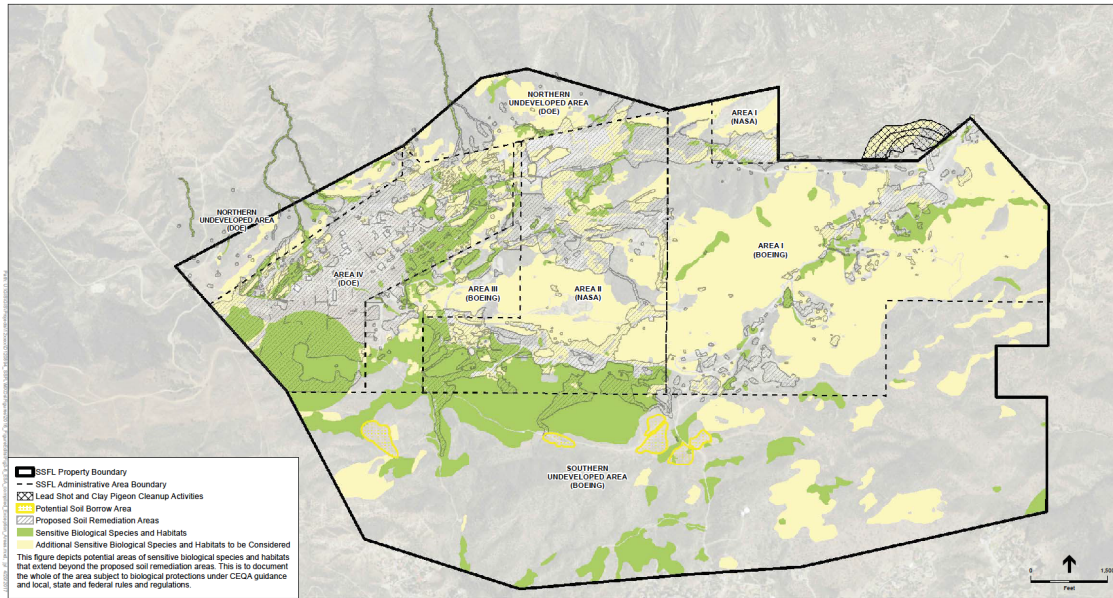 NORTHERN
UNDEVELOPED AREA
(DOE)
AREA I
(NASA)
NORTHERN
UNDEVELOPED AREA
(DOE)
AREA I
(BOEING)
AREA IV
(DOE)
AREA III
(BOEING)
AREA II
(NASA)
SOUTHERN
UNDEVELOPED AREA
(BOEING)
SSFL Property Boundary
SSFL Administrative Area Boundary
Lead Shot and Clay Pigeon Cleanup Activities
Potential Soil Borrow Area
Proposed Soil Remediation Areas
Sensitive Biological Species and Habitats
Additional Sensitive Biological Species and Habitats to be Considered
This figure depicts potential areas of sensitive biological species and habitats
that extend beyond the proposed soil remediation areas. This is to document
the whole of the area subject to biological protections under CEQA guidance
and local, state and federal rules and regulations.
0
Feet